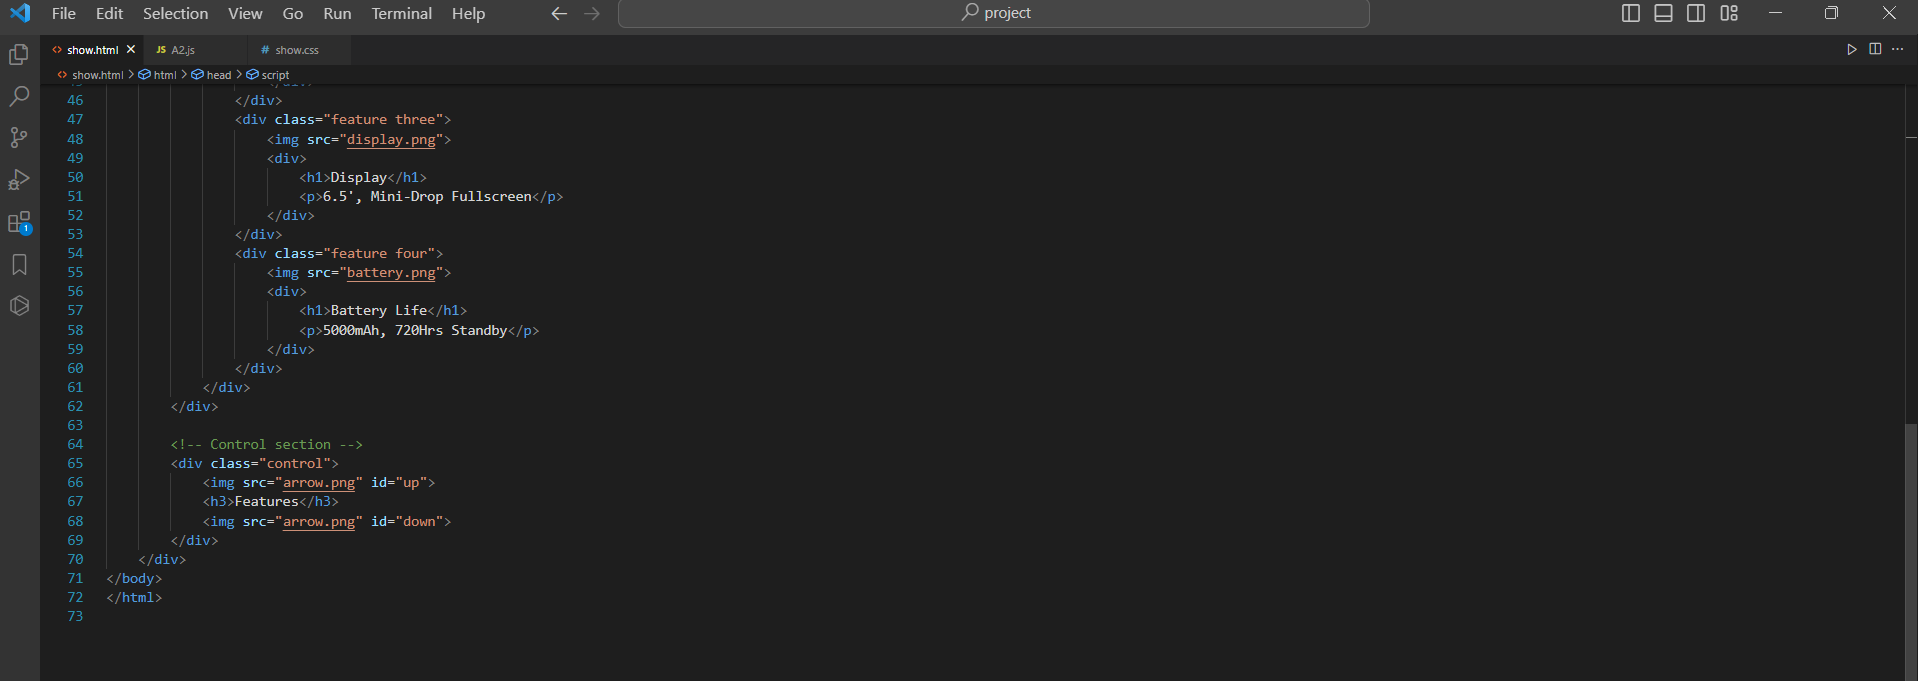 File Edit Selection View Go Run Terminal Help project
show.html JS A2.js # show.css
show.html > html > head > script
46 </div>
47 <div class="feature three">
48 <img src="display.png">
49 <div>
50 <h1>Display</h1>
51 <p>6.5', Mini-Drop Fullscreen</p>
52 </div>
53 </div>
54 <div class="feature four">
55 <img src="battery.png">
56 <div>
57 <h1>Battery Life</h1>
58 <p>5000mAh, 720Hrs Standby</p>
59 </div>
60 </div>
61 </div>
62 </div>
63
64 <!-- Control section -->
65 <div class="control">
66 <img src="arrow.png" id="up">
67 <h3>Features</h3>
68 <img src="arrow.png" id="down">
69 </div>
70 </div>
71 </body>
72 </html>
73
1